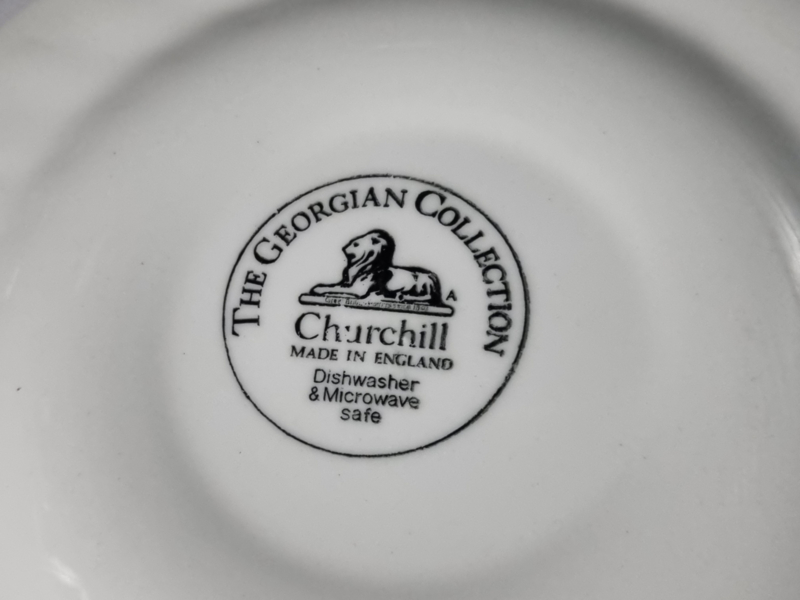 THE GEORGIAN COLLECTION
A
Churchill
MADE IN ENGLAND
Dishwasher
& Microwave
safe